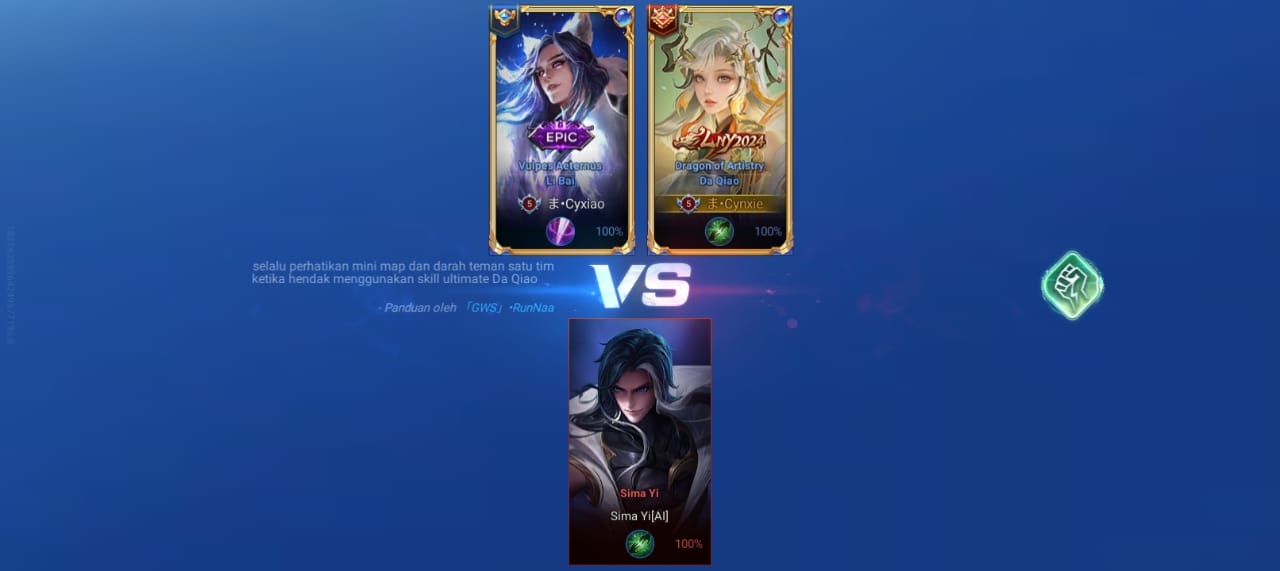 EPIC
Vulpes Aeternus
Li Bai
5 ま•Cyxiao
100%
LNY2024
Dragon of Artistry
Da Qiao
5 ま•Cynxie
100%
selalu perhatikan mini map dan darah teman satu tim
ketika hendak menggunakan skill ultimate Da Qiao
- Panduan oleh 「GWS」•RunNaa
VS
Sima Yi
Sima Yi[AI]
100%